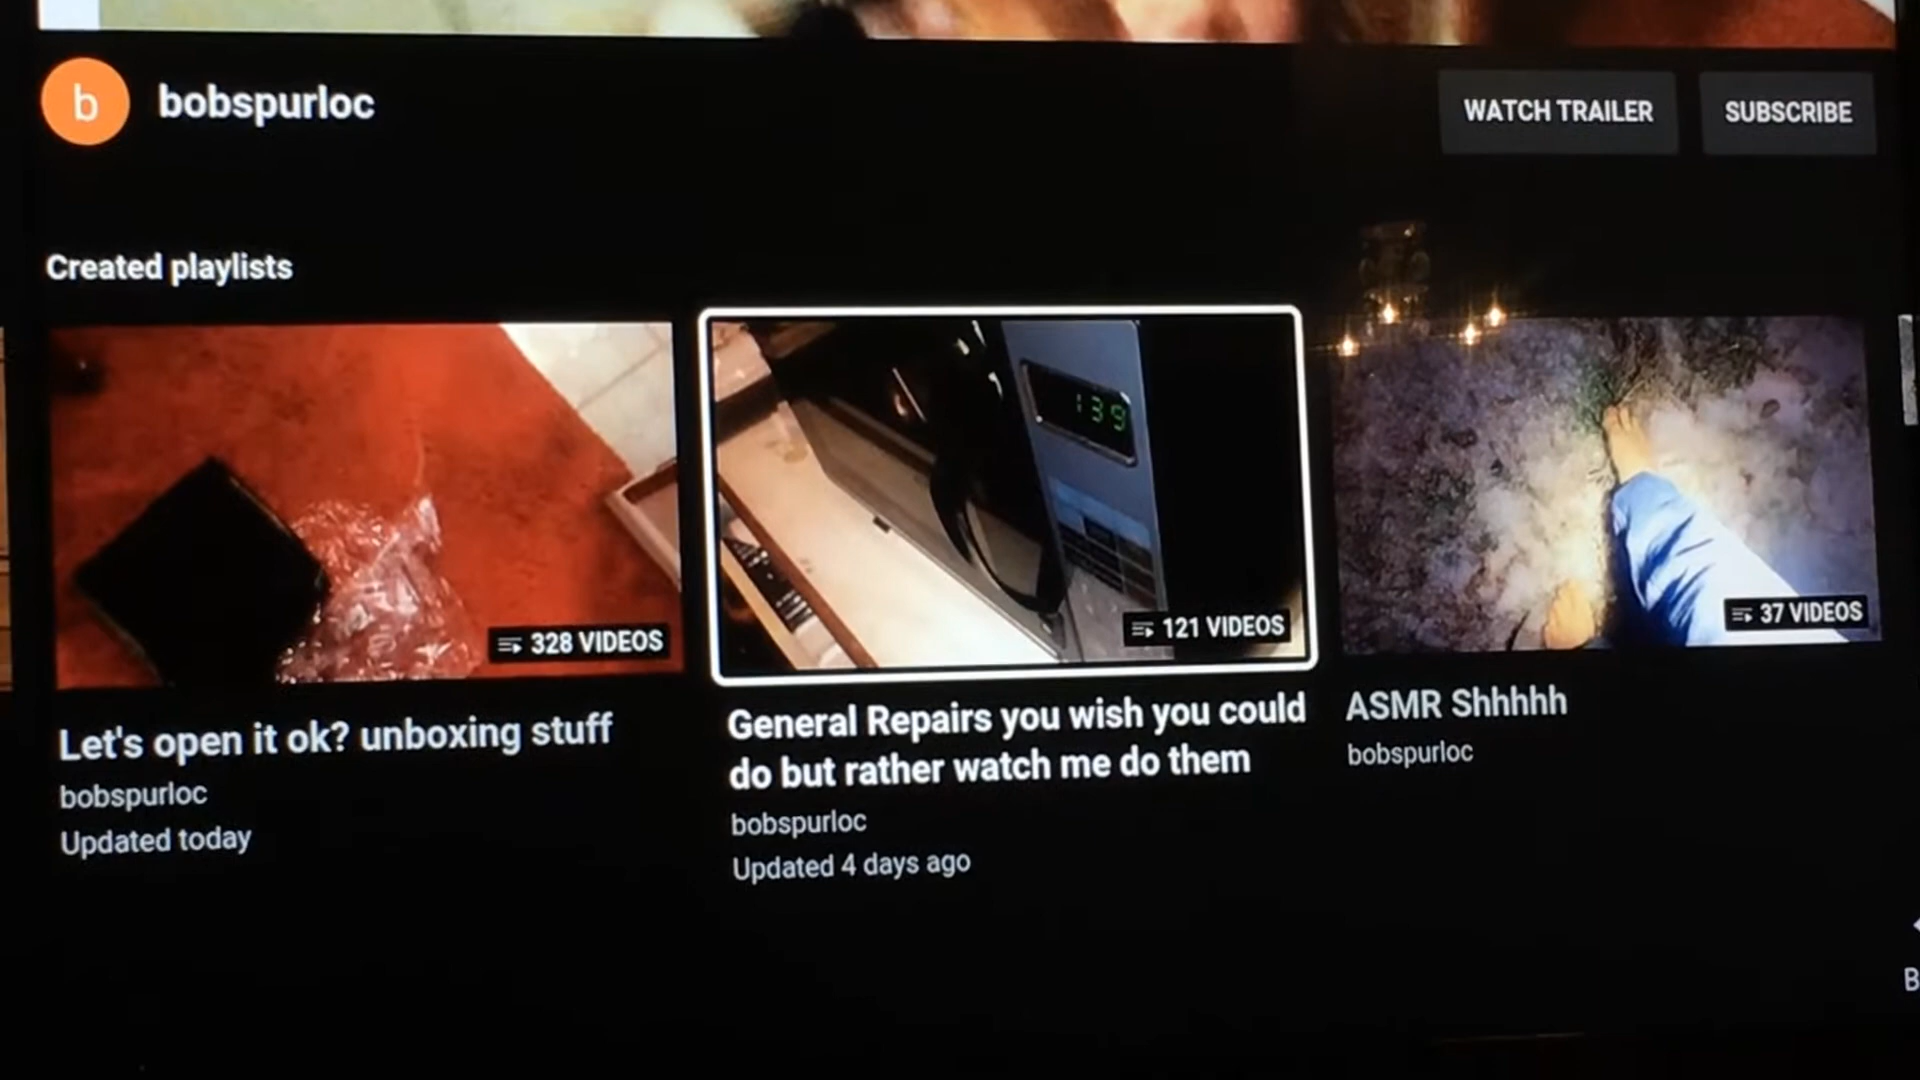 b
bobspurloc
WATCH TRAILER
SUBSCRIBE
Created playlists
139
328 VIDEOS
121 VIDEOS
37 VIDEOS
Let's open it ok? unboxing stuff
bobspurloc
Updated today
General Repairs you wish you could
do but rather watch me do them
bobspurloc
Updated 4 days ago
ASMR Shhhhh
bobspurloc
B